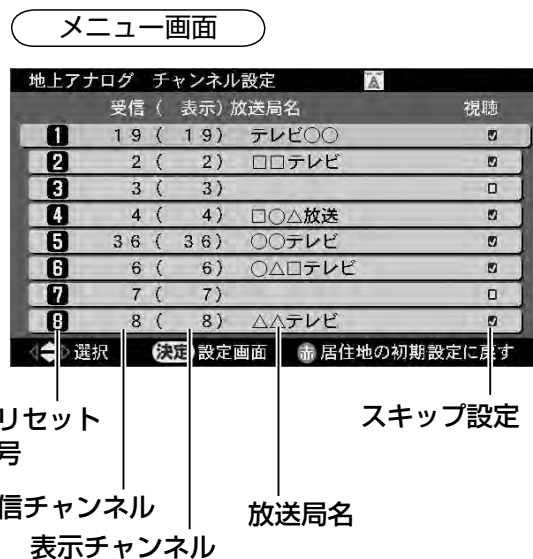 メニュー画面
地上アナログ チャンネル設定 A
受信 ( 表示) 放送局名 視聴
1 19 ( 19) テレビ○○
2 2 ( 2) □□テレビ
3 3 ( 3)
4 4 ( 4) □○△放送
5 36 ( 36) ○○テレビ
6 6 ( 6) ○△□テレビ
7 7 ( 7)
8 8 ( 8) △△テレビ
選択 決定 設定画面 赤 居住地の初期設定に戻す
リセット
号
スキップ設定
信チャンネル
放送局名
表示チャンネル